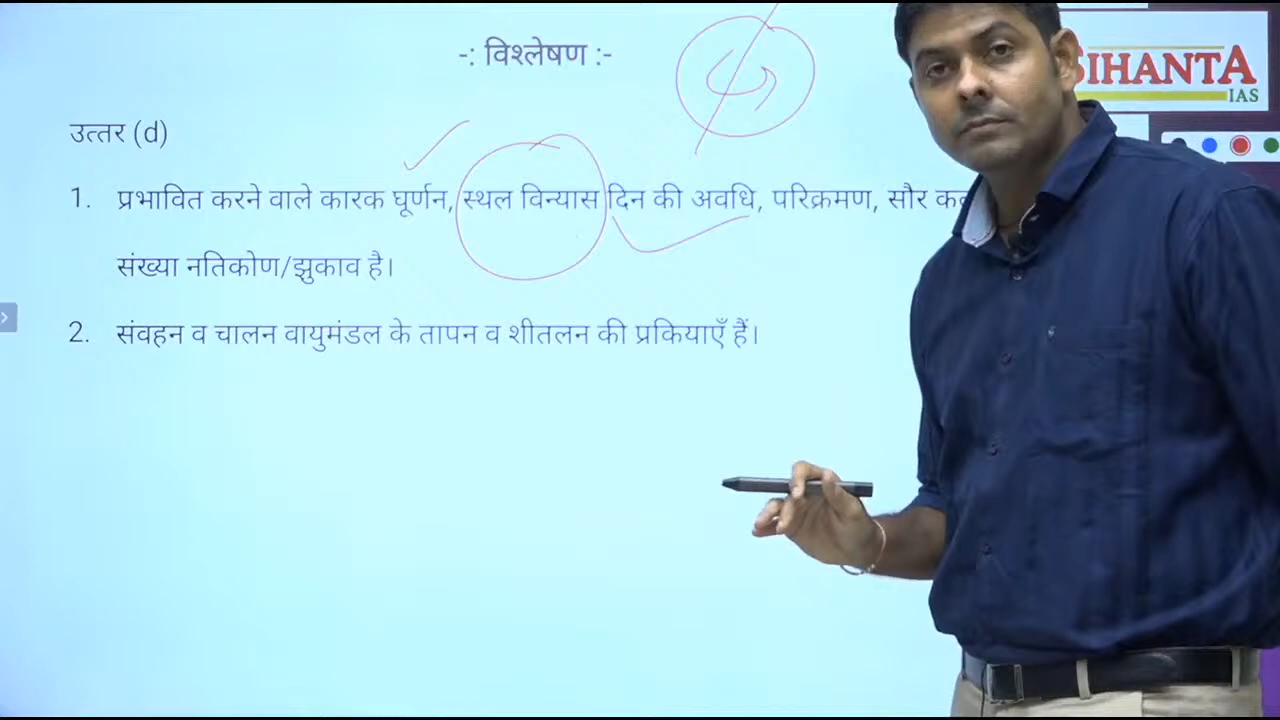 -: विश्लेषण :-
SIHANTA
IAS
उत्तर (d)
1. प्रभावित करने वाले कारक घूर्णन, स्थल विन्यास दिन की अवधि, परिक्रमण, सौर
संख्या नतिकोण/झुकाव है।
2. संवहन व चालन वायुमंडल के तापन व शीतलन की प्रकियाएँ हैं।